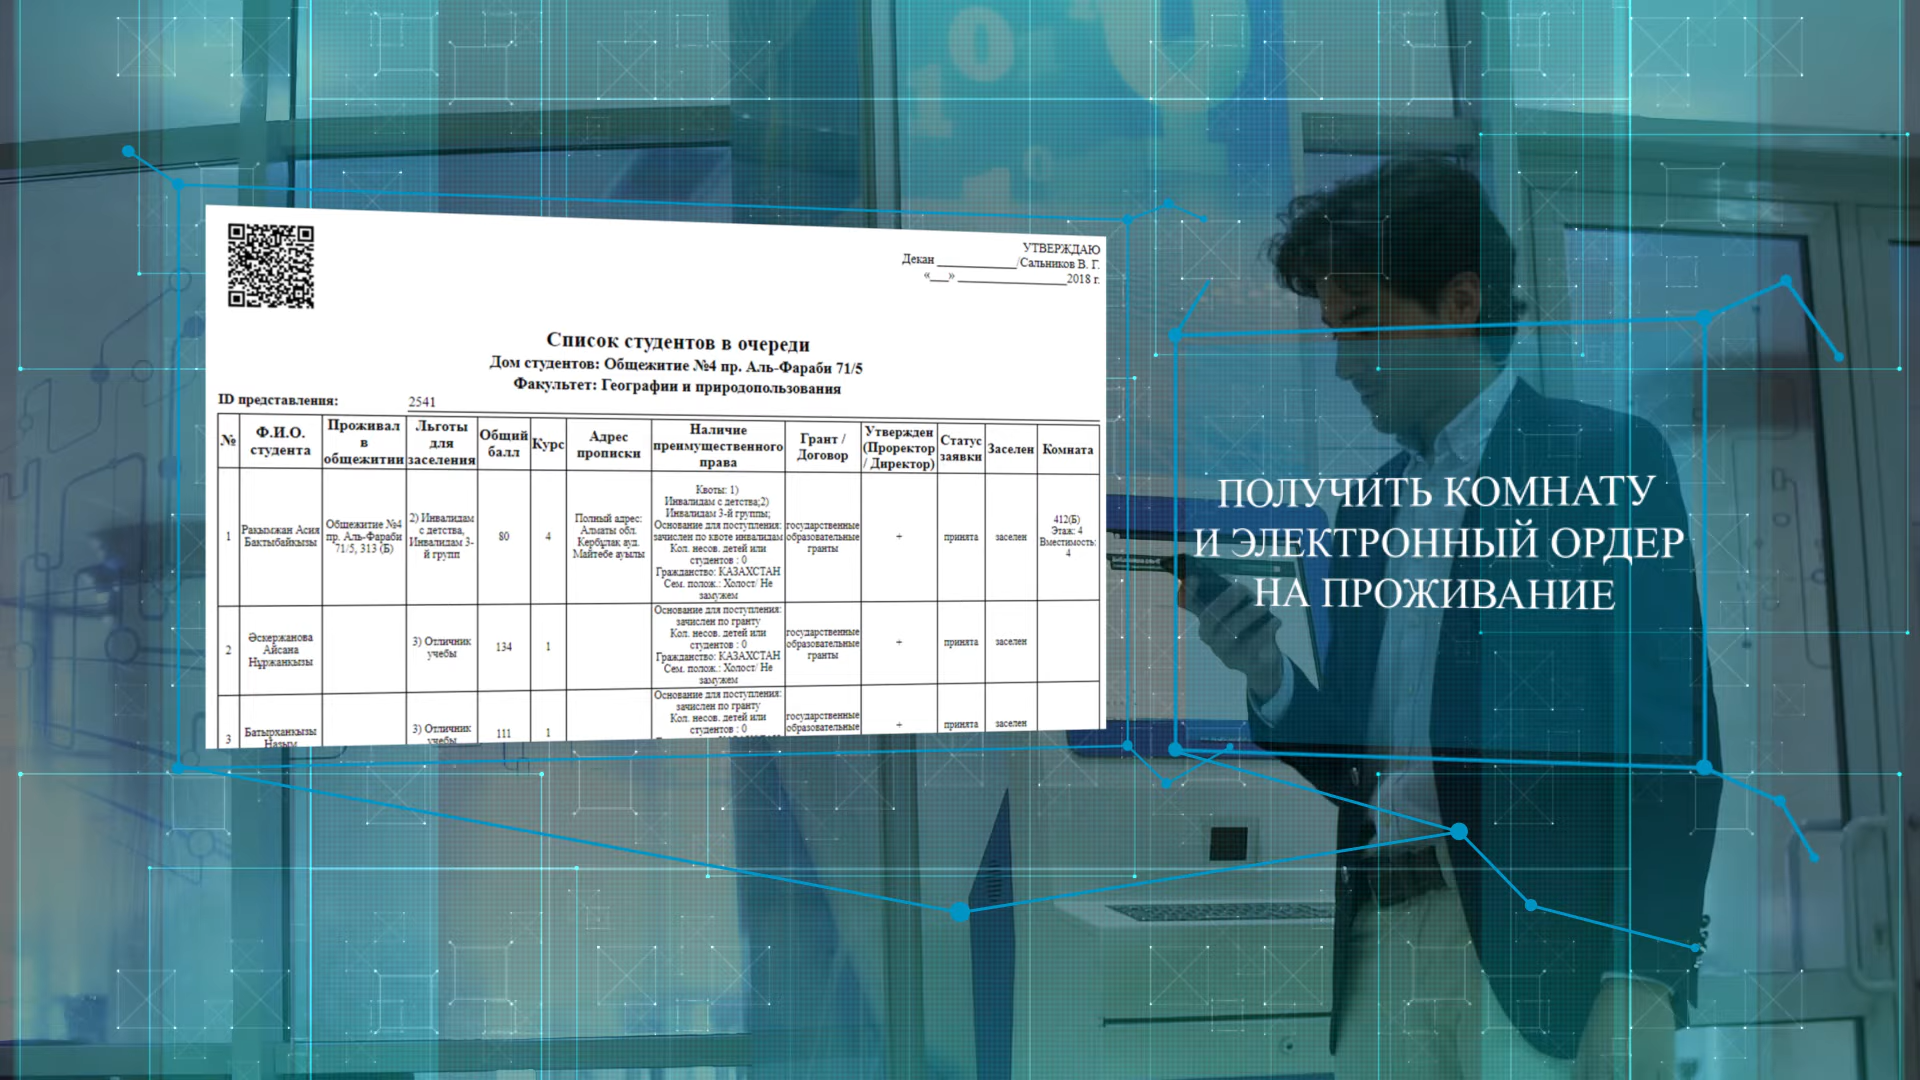 УТВЕРЖДАЮ
Декан ____________/Сальников В. Г.
«___» _________________2018 г.
Список студентов в очереди
Дом студентов: Общежитие №4 пр. Аль-Фараби 71/5
Факультет: Географии и природопользования
ID представления: 2541
№ Ф.И.О. студента Проживал в общежитии Льготы для заселения Общий балл Курс Адрес прописки Наличие преимущественного права Грант / Договор Утвержден (Проректор / Директор) Статус заявки Заселен Комната
1 Рақымжан Асия Бактыбайкызы Общежитие №4 пр. Аль-Фараби 71/5, 313 (Б) 2) Инвалидам с детства, Инвалидам 3-й групп 80 4 Полный адрес: Алматы обл. Кербұлақ ауд. Майтөбе ауылы Квоты: 1) Инвалидам с детства;2) Инвалидам 3-й группы; Основание для поступления: зачислен по квоте инвалидам Кол. несов. детей или студентов : 0 Гражданство: КАЗАХСТАН Сем. полож.: Холост/ Не замужем государственные образовательные гранты + принята заселен 412(Б) Этаж: 4 Вместимость: 4
2 Әскержанова Айсана Нұржанкызы 3) Отличник учебы 134 1 Основание для поступления: зачислен по гранту Кол. несов. детей или студентов : 0 Гражданство: КАЗАХСТАН Сем. полож.: Холост/ Не замужем государственные образовательные гранты + принята заселен
3 Батырханкызы Назым 3) Отличник учебы 111 1 Основание для поступления: зачислен по гранту Кол. несов. детей или студентов : 0 государственные образовательные + принята заселен
ПОЛУЧИТЬ КОМНАТУ
И ЭЛЕКТРОННЫЙ ОРДЕР
НА ПРОЖИВАНИЕ